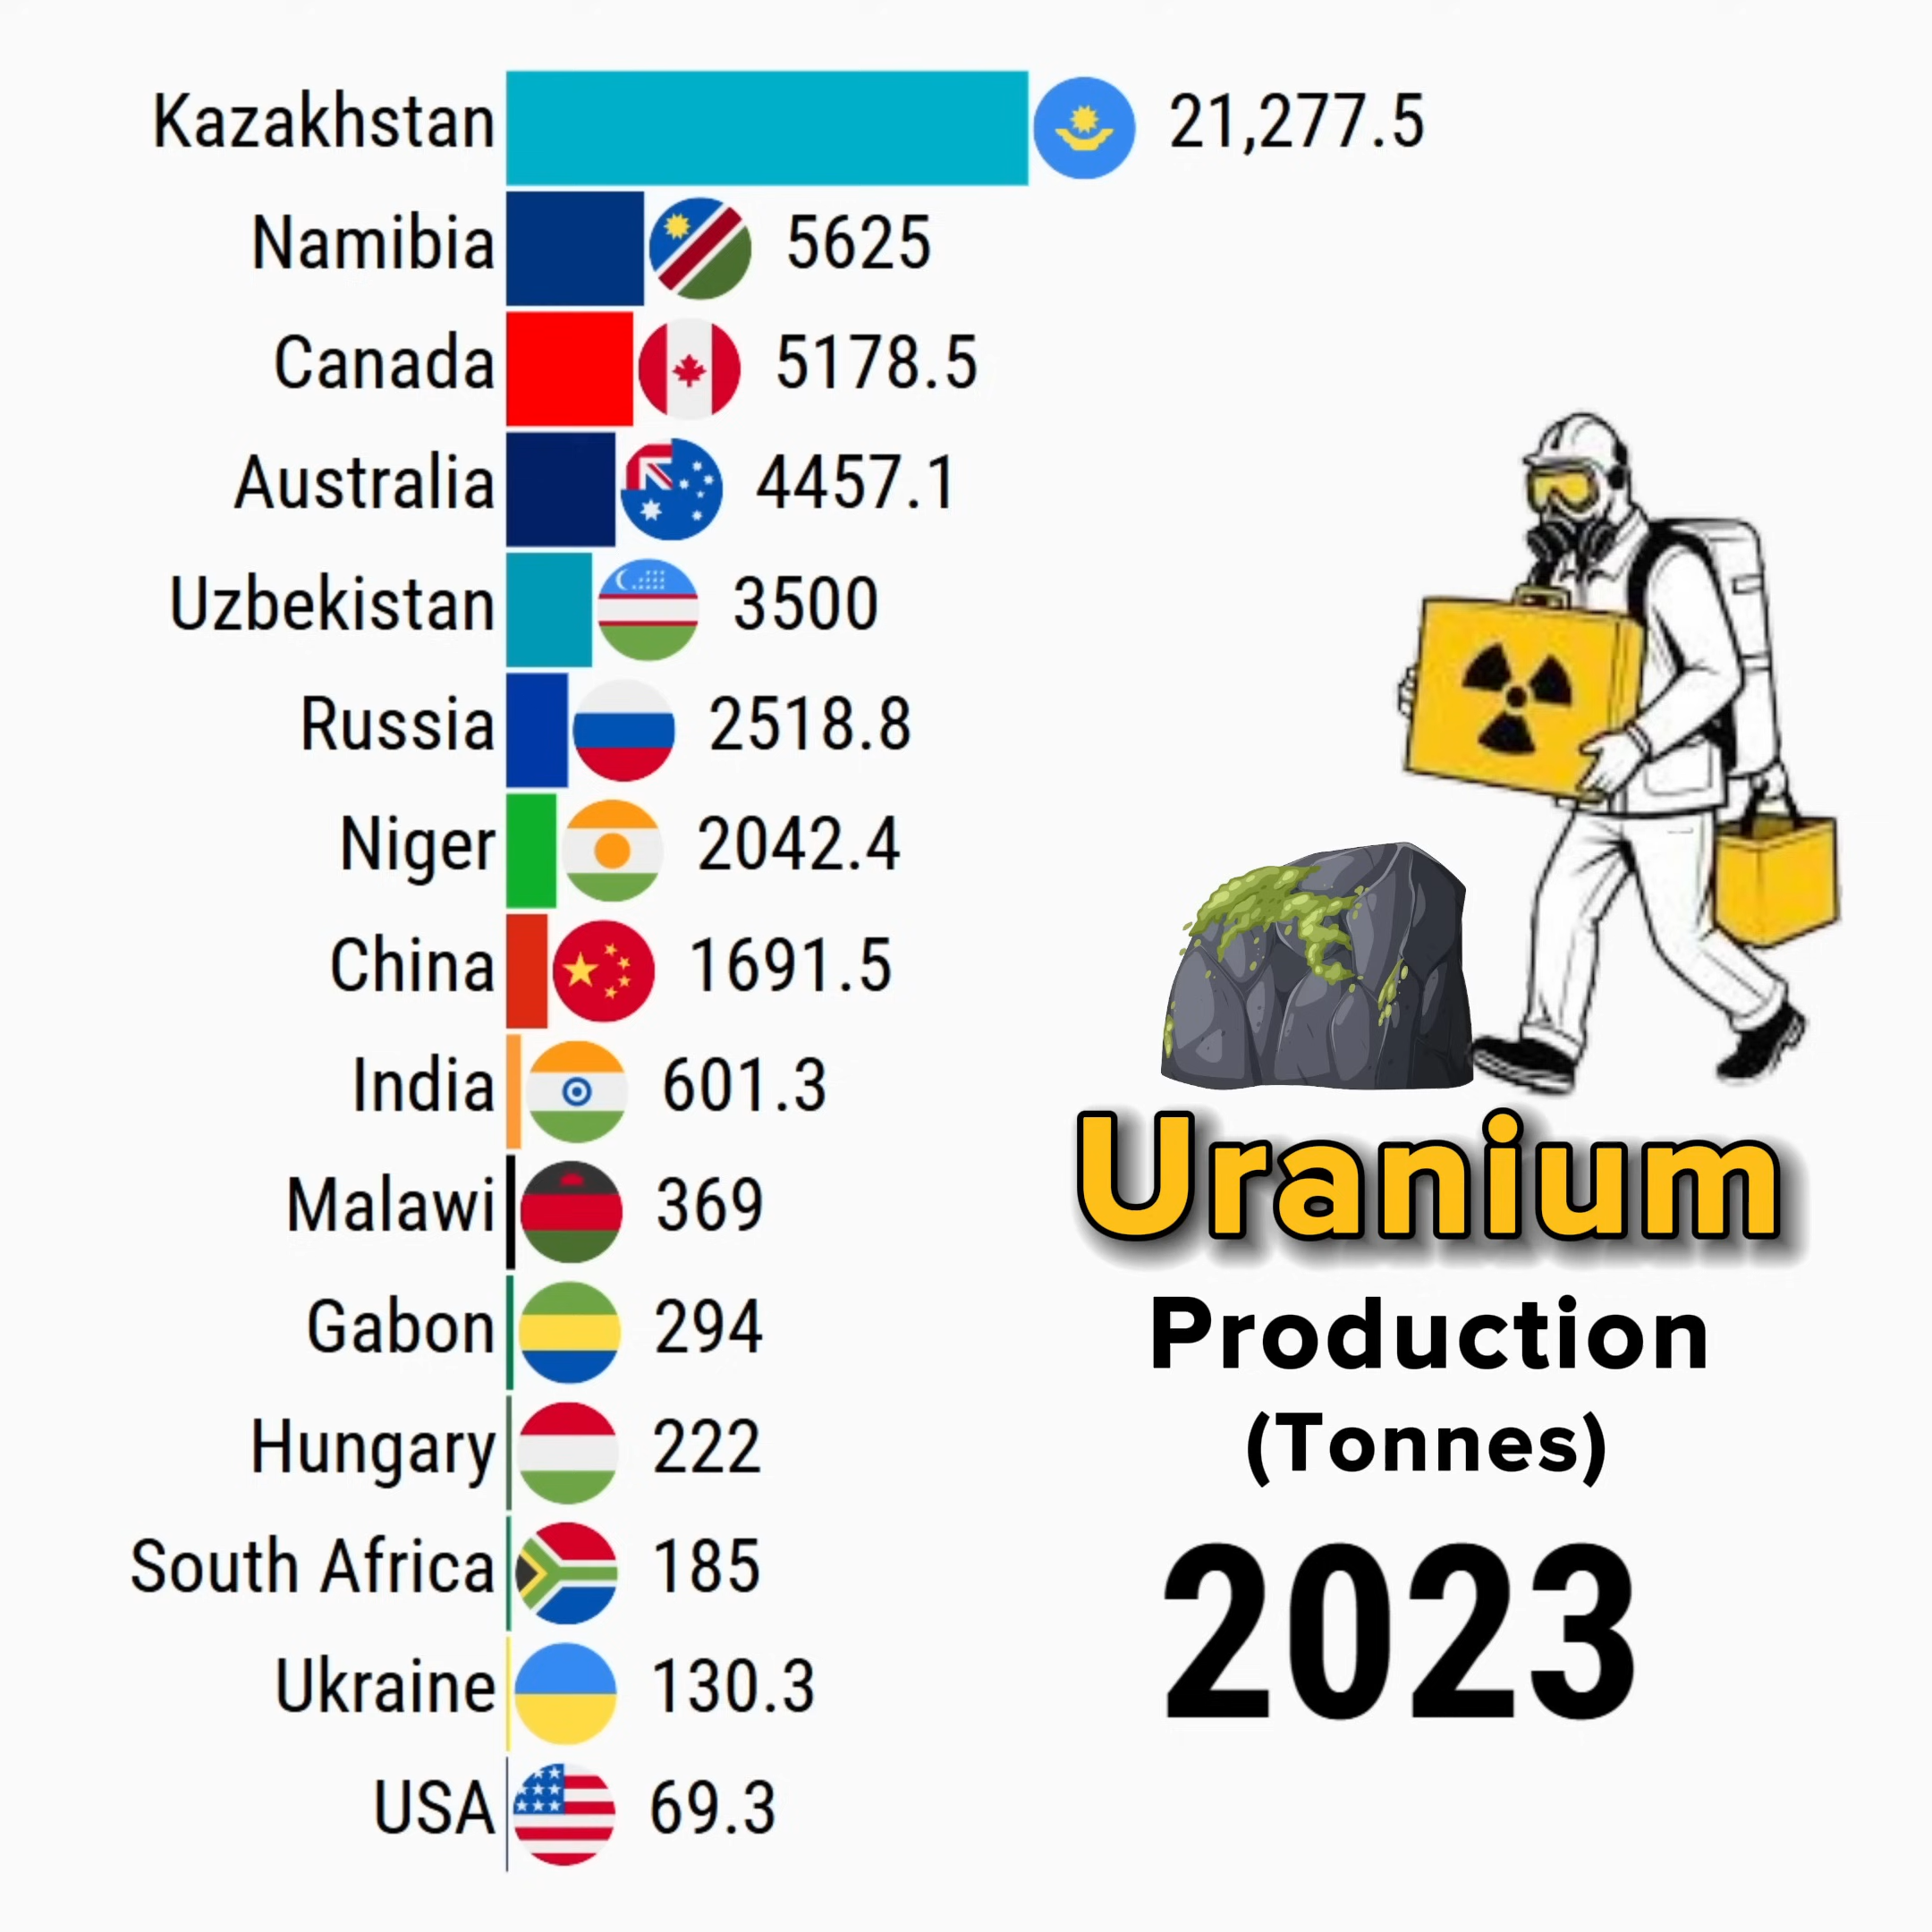 Kazakhstan 21,277.5
Namibia 5625
Canada 5178.5
Australia 4457.1
Uzbekistan 3500
Russia 2518.8
Niger 2042.4
China 1691.5
India 601.3
Malawi 369
Gabon 294
Hungary 222
South Africa 185
Ukraine 130.3
USA 69.3
Uranium
Production
(Tonnes)
2023